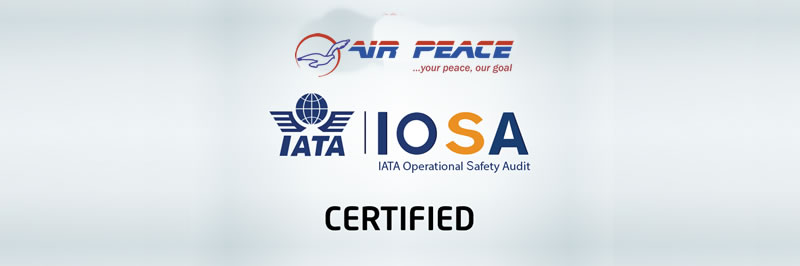 AIR PEACE
...your peace, our goal
IATA | IOSA
IATA Operational Safety Audit
CERTIFIED